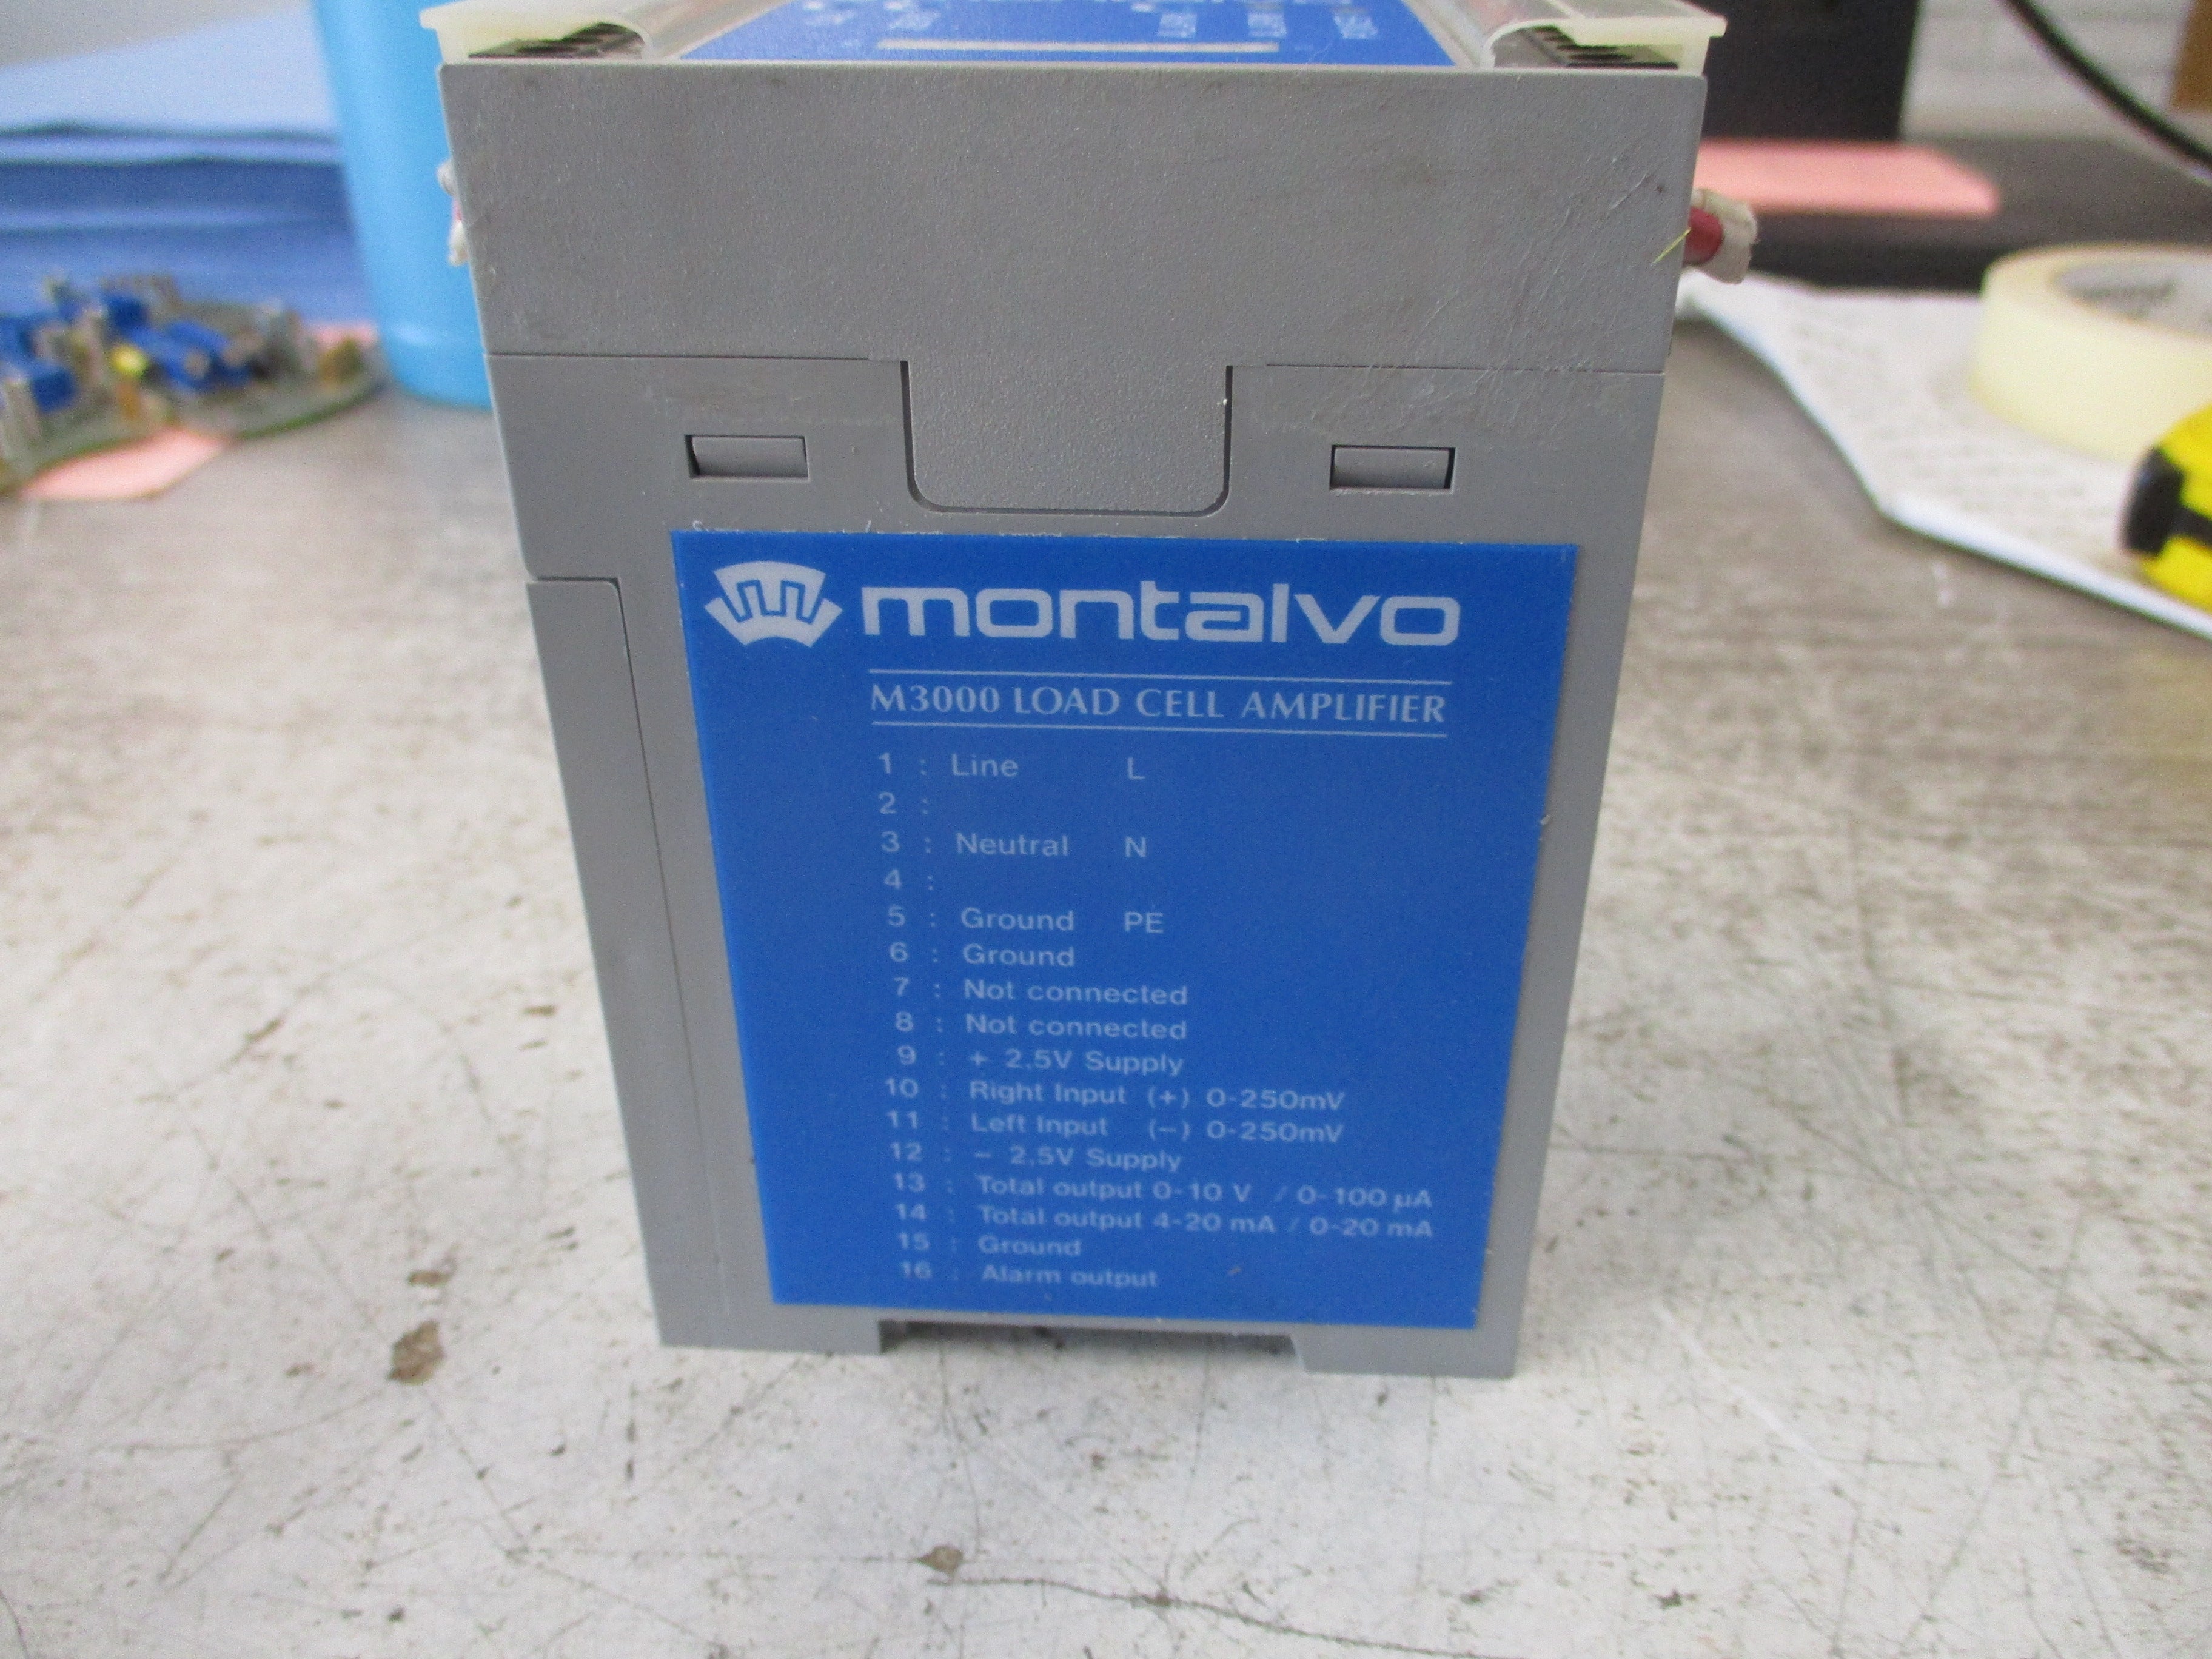 montalvo
M3000 LOAD CELL AMPLIFIER
1 : Line L
2 :
3 : Neutral N
4 :
5 : Ground PE
6 : Ground
7 : Not connected
8 : Not connected
9 : + 2.5V Supply
10 : Right Input (+) 0-250mV
11 : Left Input (–) 0-250mV
12 : – 2.5V Supply
13 : Total output 0-10 V / 0-100 µA
14 : Total output 4-20 mA / 0-20 mA
15 : Ground
16 : Alarm output